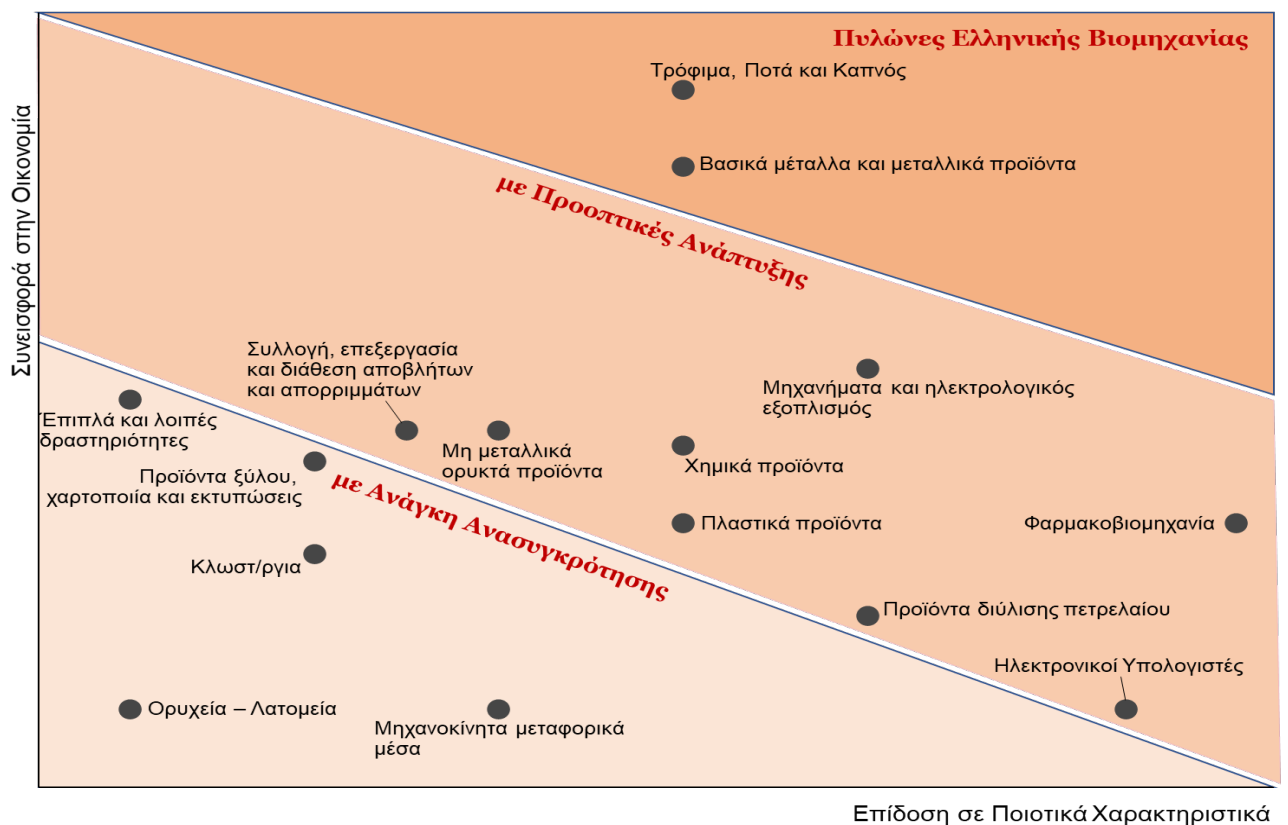 Πυλώνες Ελληνικής Βιομηχανίας
Τρόφιμα, Ποτά και Καπνός
Βασικά μέταλλα και μεταλλικά προϊόντα
με Προοπτικές Ανάπτυξης
Συνεισφορά στην Οικονομία
Συλλογή, επεξεργασία
και διάθεση αποβλήτων
και απορριμμάτων
Μηχανήματα και ηλεκτρολογικός
εξοπλισμός
Έπιπλά και λοιπές
δραστηριότητες
Μη μεταλλικά
ορυκτά προϊόντα
Χημικά προϊόντα
Προϊόντα ξύλου,
χαρτοποιία και εκτυπώσεις
με Ανάγκη Ανασυγκρότησης
Πλαστικά προϊόντα
Φαρμακοβιομηχανία
Κλωστ/ργια
Προϊόντα διύλισης πετρελαίου
Ηλεκτρονικοί Υπολογιστές
Ορυχεία – Λατομεία
Μηχανοκίνητα μεταφορικά
μέσα
Επίδοση σε Ποιοτικά Χαρακτηριστικά